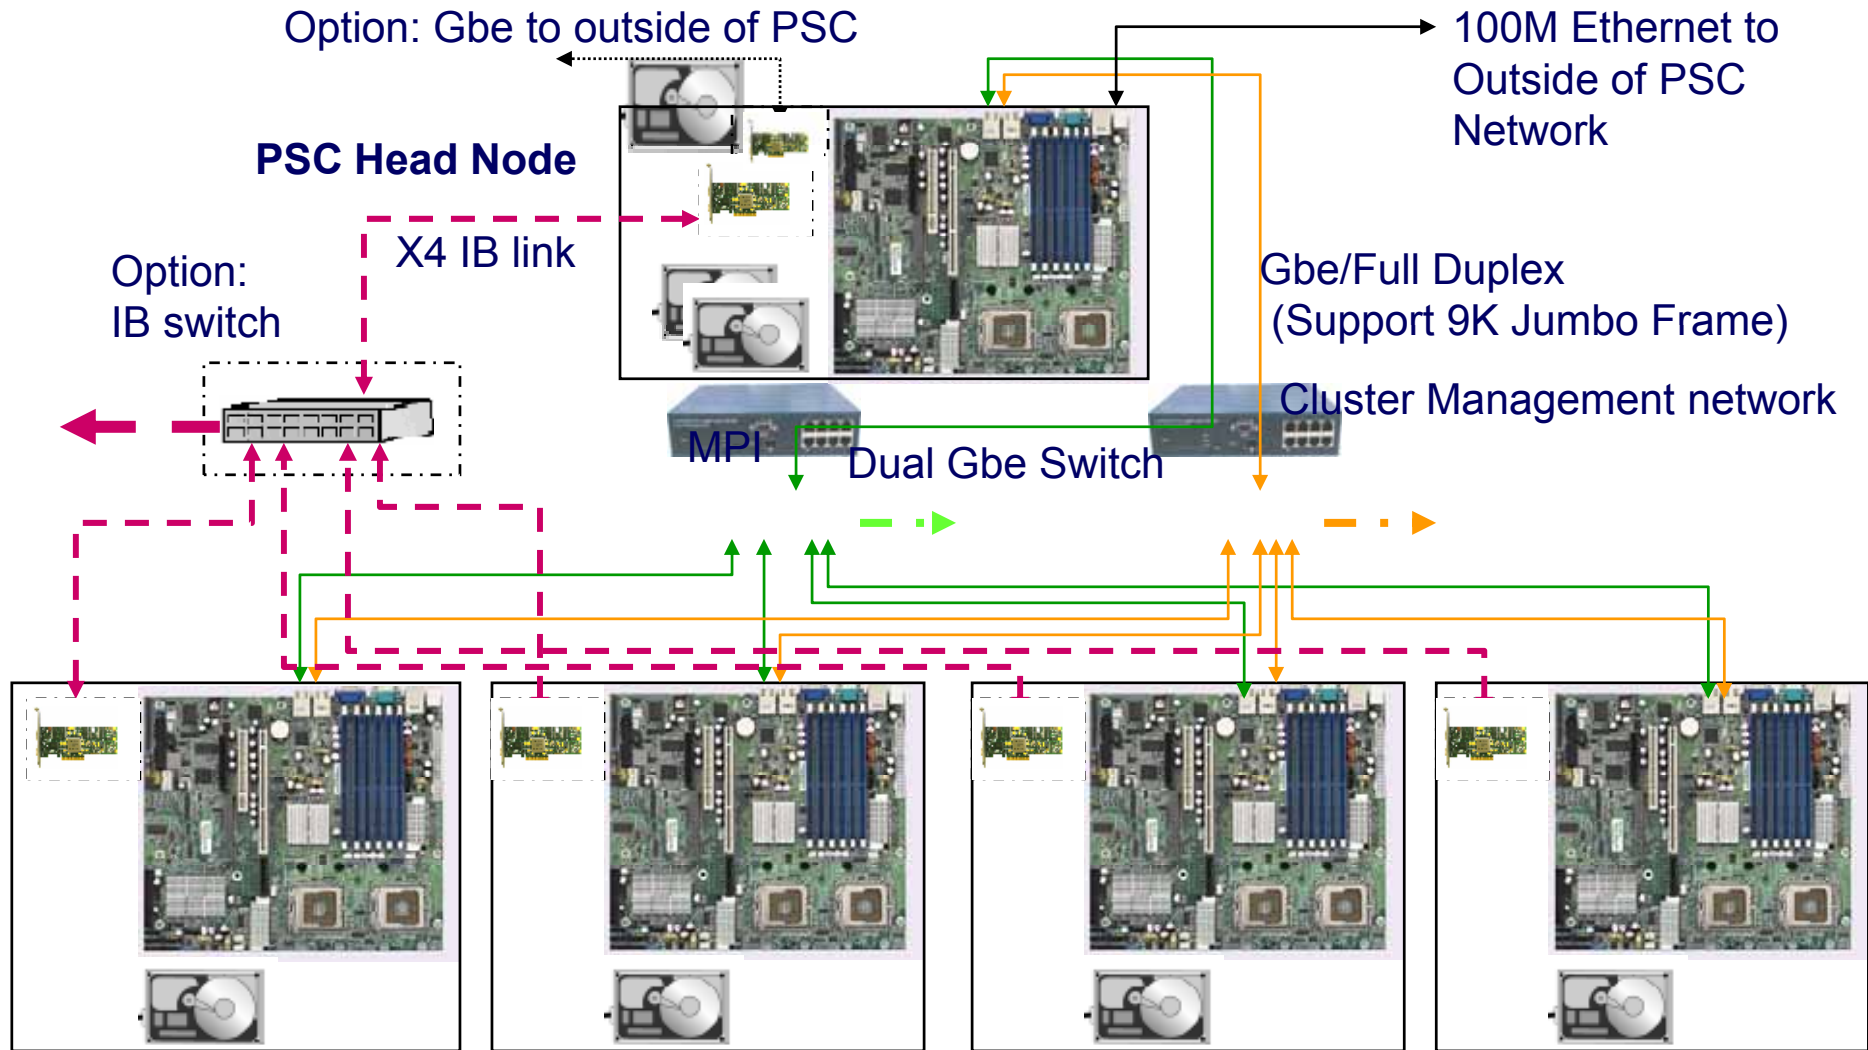 Option: Gbe to outside of PSC
100M Ethernet to
Outside of PSC
Network
PSC Head Node
X4 IB link
Option:
IB switch
Gbe/Full Duplex
(Support 9K Jumbo Frame)
Cluster Management network
MPI
Dual Gbe Switch